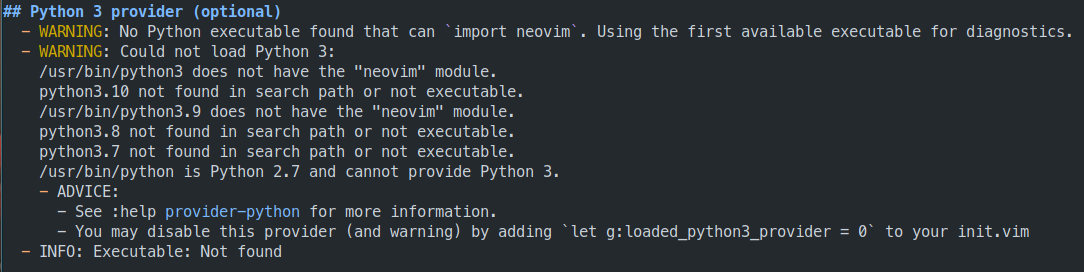 ## Python 3 provider (optional)
- WARNING: No Python executable found that can `import neovim`. Using the first available executable for diagnostics.
- WARNING: Could not load Python 3:
/usr/bin/python3 does not have the "neovim" module.
python3.10 not found in search path or not executable.
/usr/bin/python3.9 does not have the "neovim" module.
python3.8 not found in search path or not executable.
python3.7 not found in search path or not executable.
/usr/bin/python is Python 2.7 and cannot provide Python 3.
- ADVICE:
- See :help provider-python for more information.
- You may disable this provider (and warning) by adding `let g:loaded_python3_provider = 0` to your init.vim
- INFO: Executable: Not found